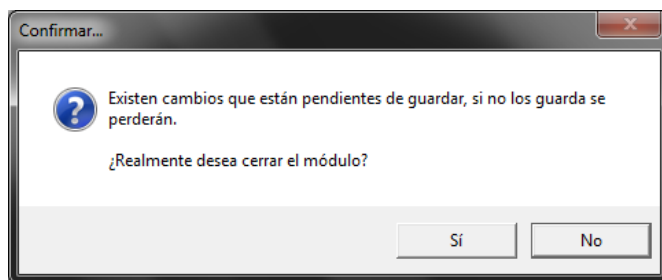 Confirmar...
Existen cambios que están pendientes de guardar, si no los guarda se
perderán.
¿Realmente desea cerrar el módulo?
Sí
No